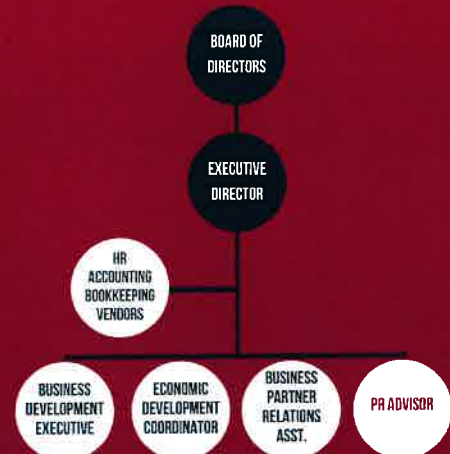 BOARD OF
DIRECTORS
EXECUTIVE
DIRECTOR
HR
ACCOUNTING
BOOKKEEPING
VENDORS
BUSINESS
DEVELOPMENT
EXECUTIVE
ECONOMIC
DEVELOPMENT
COORDINATOR
BUSINESS
PARTNER
RELATIONS
ASST.
PR ADVISOR